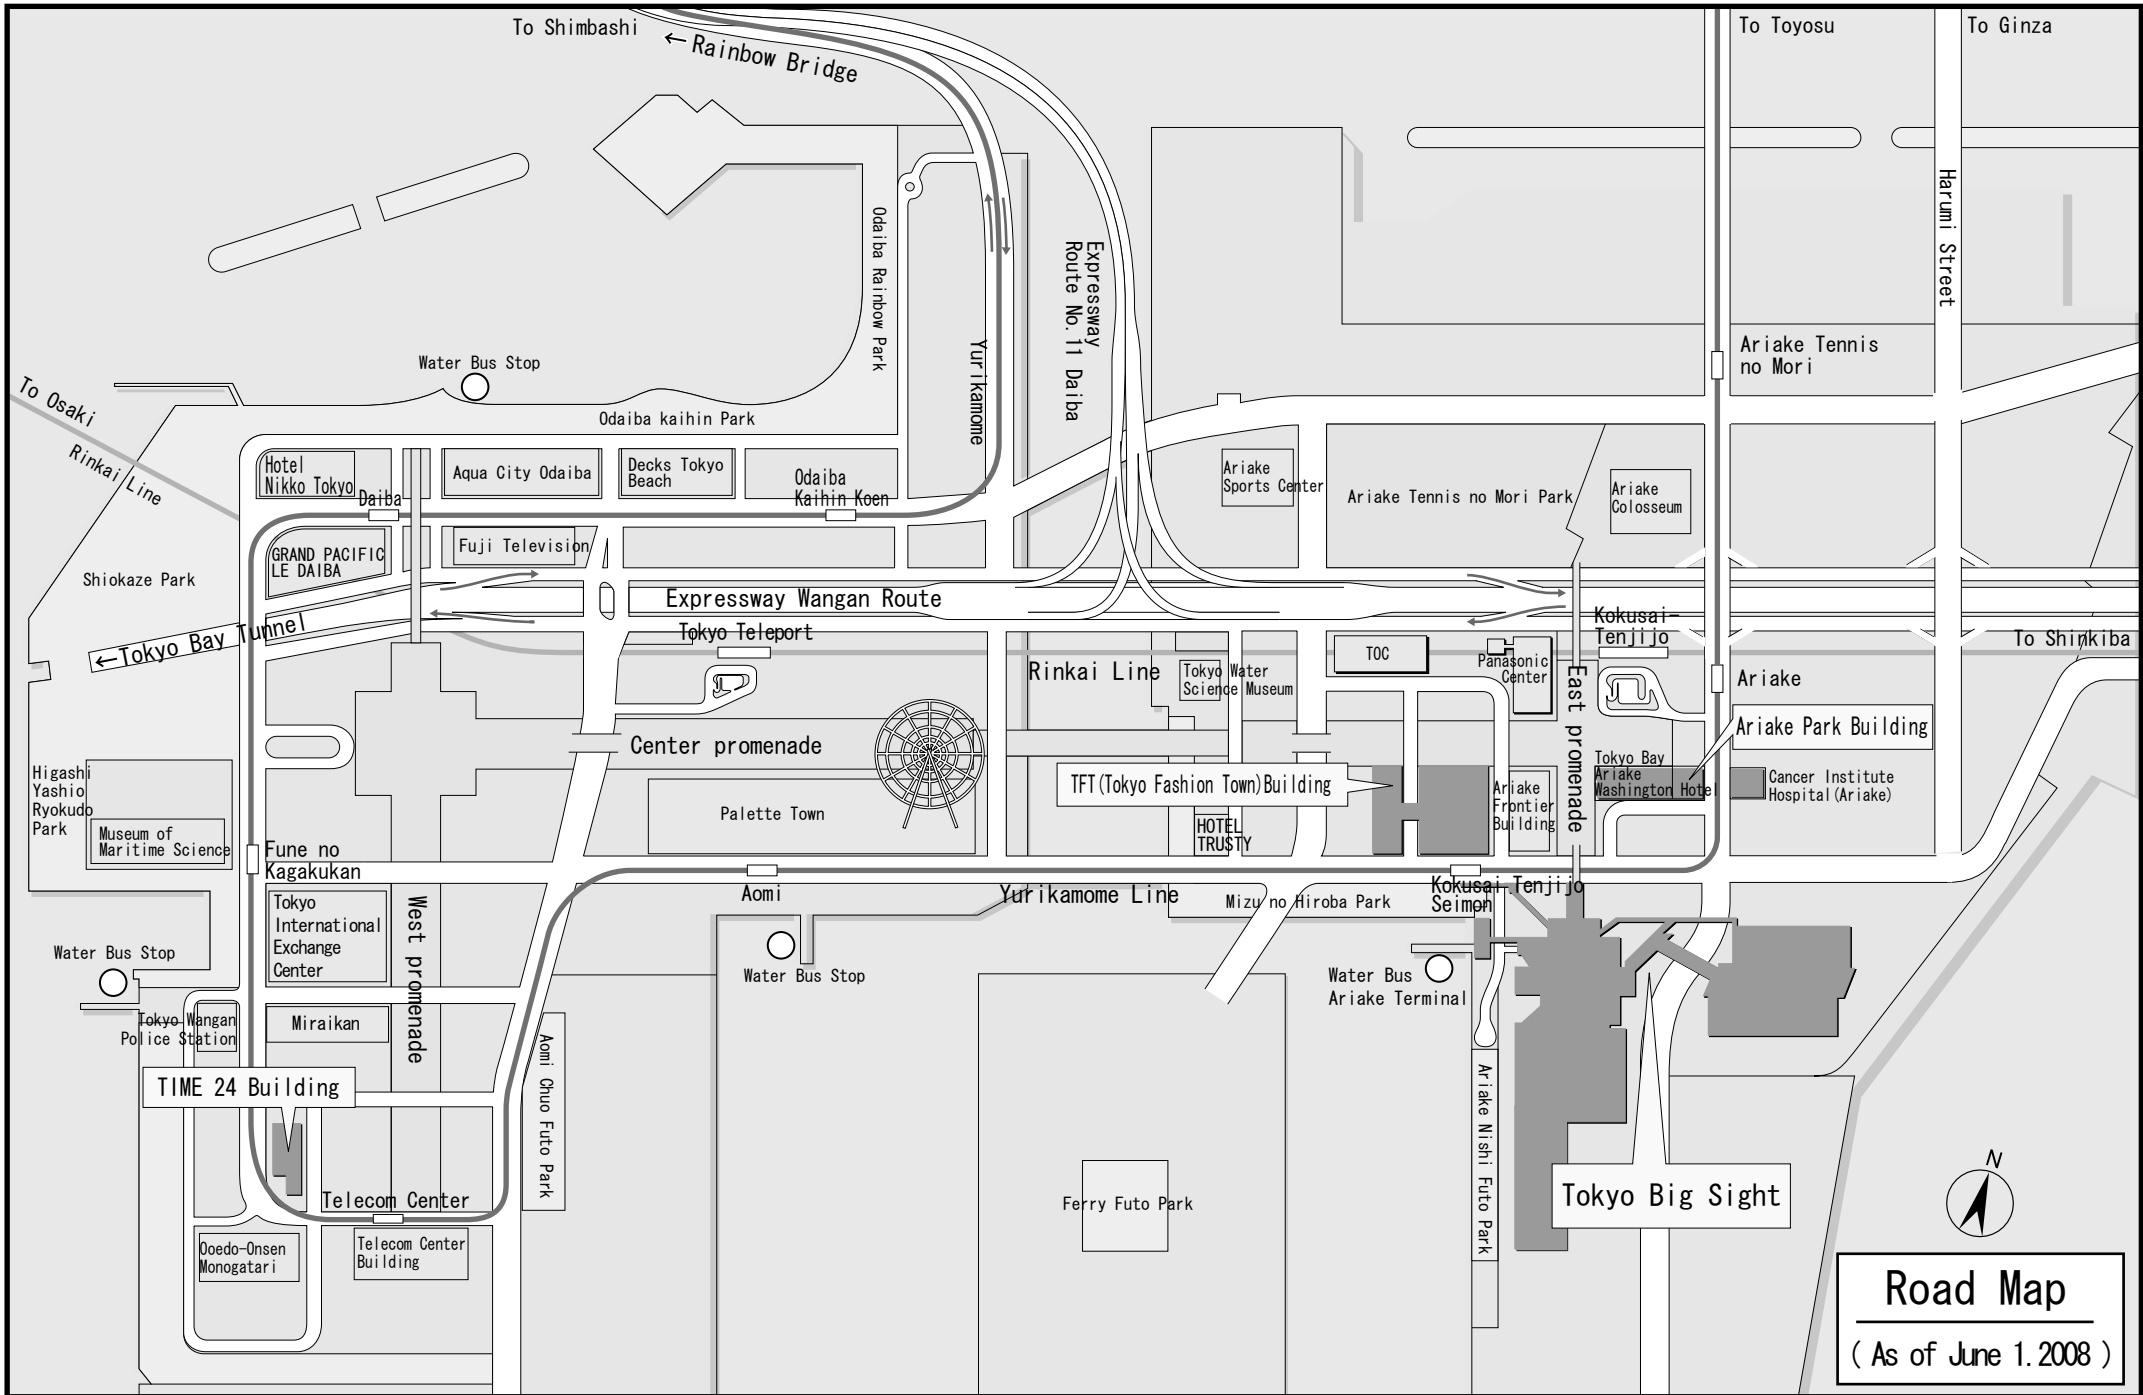 To Shimbashi
← Rainbow Bridge
To Toyosu
To Ginza
Harumi Street
Odaiba Rainbow Park
Expressway
Route No. 11 Daiba
Yurikamome
Water Bus Stop
To Osaki
Rinkai Line
Odaiba kaihin Park
Ariake Tennis
no Mori
Hotel
Nikko Tokyo
Daiba
Aqua City Odaiba
Decks Tokyo
Beach
Odaiba
Kaihin Koen
Ariake
Sports Center
Ariake Tennis no Mori Park
Ariake
Colosseum
GRAND PACIFIC
LE DAIBA
Fuji Television
Shiokaze Park
Expressway Wangan Route
←Tokyo Bay Tunnel
Tokyo Teleport
Kokusai-
Tenjijo
To Shinkiba
Rinkai Line
Tokyo Water
Science Museum
TOC
Panasonic
Center
East promenade
Ariake
Ariake Park Building
Center promenade
Higashi
Yashio
Ryokudo
Park
Museum of
Maritime Science
Palette Town
TFT(Tokyo Fashion Town)Building
HOTEL
TRUSTY
Ariake
Frontier
Building
Tokyo Bay
Ariake
Washington Hotel
Cancer Institute
Hospital(Ariake)
Fune no
Kagakukan
Tokyo
International
Exchange
Center
West promenade
Aomi
Yurikamome Line
Mizu no Hiroba Park
Kokusai Tenjijo
Seimon
Water Bus Stop
Water Bus Stop
Water Bus
Ariake Terminal
Tokyo Wangan
Police Station
Miraikan
Aomi Chuo Futo Park
TIME 24 Building
Ariake Nishi Futo Park
Telecom Center
Ferry Futo Park
Tokyo Big Sight
Ooedo-Onsen
Monogatari
Telecom Center
Building
N
Road Map
( As of June 1.2008 )